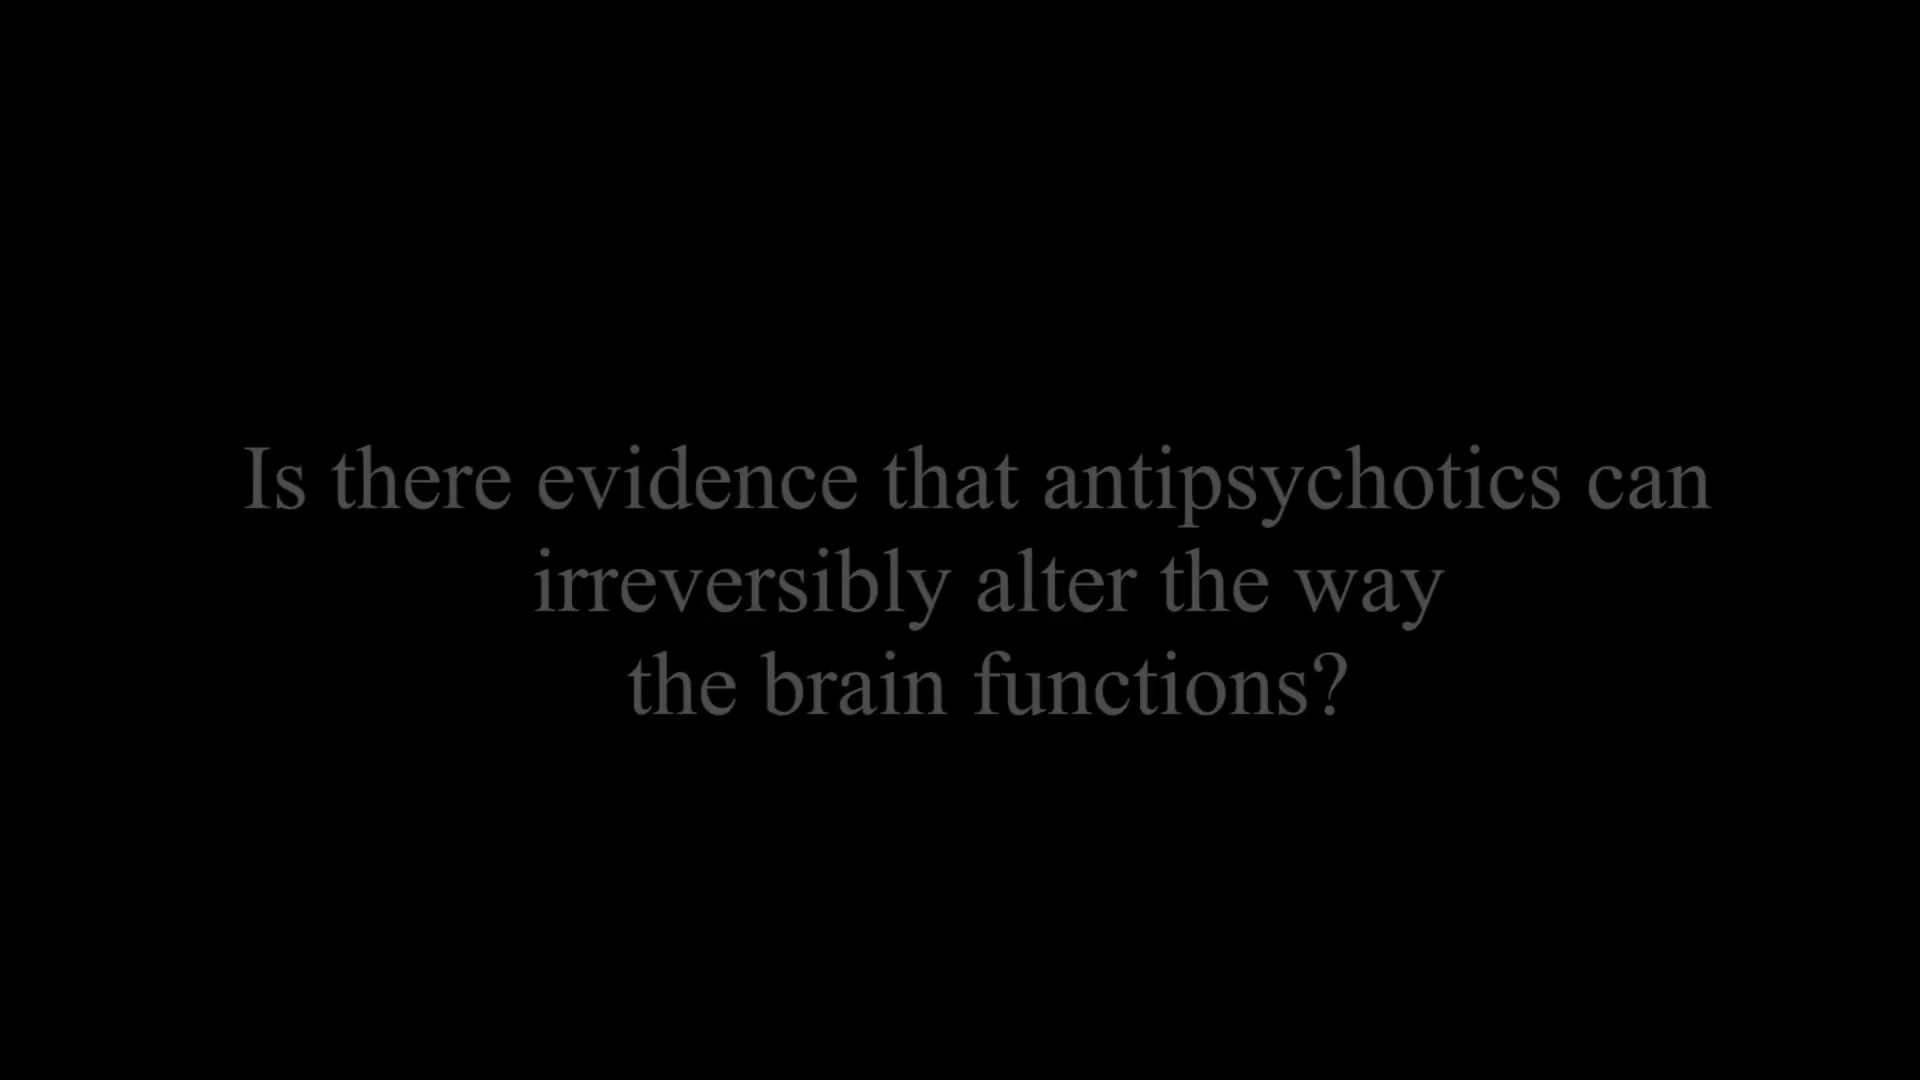 Is there evidence that antipsychotics can
irreversibly alter the way
the brain functions?